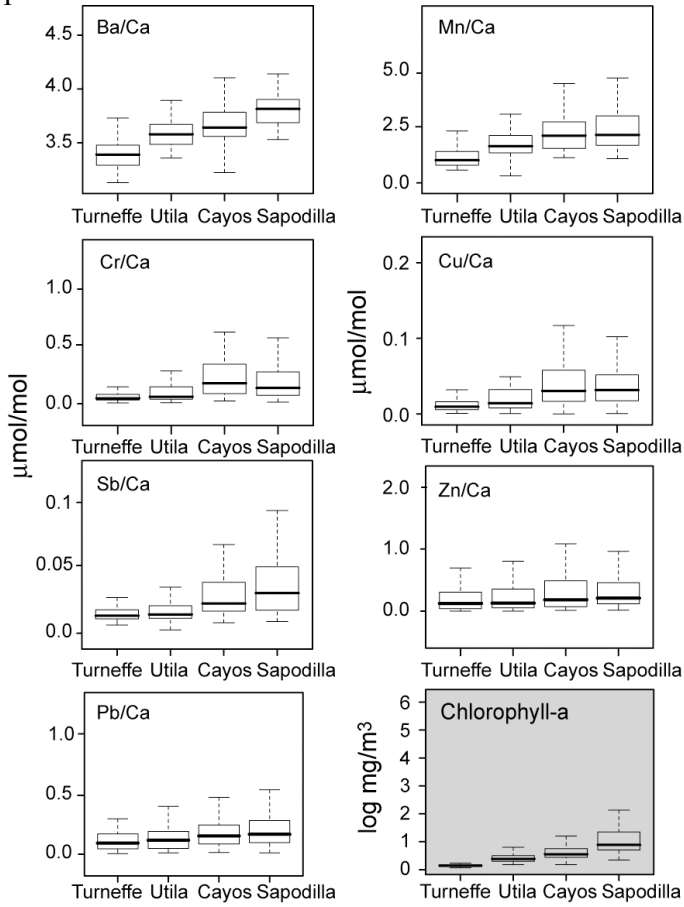 Ba/Ca
4.5
4.0
3.5
Turneffe Utila Cayos Sapodilla
Mn/Ca
5.0
2.5
0.0
Turneffe Utila Cayos Sapodilla
Cr/Ca
1.0
0.5
0.0
Turneffe Utila Cayos Sapodilla
Cu/Ca
0.2
0.1
0.0
Turneffe Utila Cayos Sapodilla
μmol/mol
μmol/mol
Sb/Ca
0.1
0.05
0.0
Turneffe Utila Cayos Sapodilla
Zn/Ca
2.0
1.0
0.0
Turneffe Utila Cayos Sapodilla
Pb/Ca
1.0
0.5
0.0
Turneffe Utila Cayos Sapodilla
Chlorophyll-a
log mg/m³
6
5
4
3
2
1
0
Turneffe Utila Cayos Sapodilla